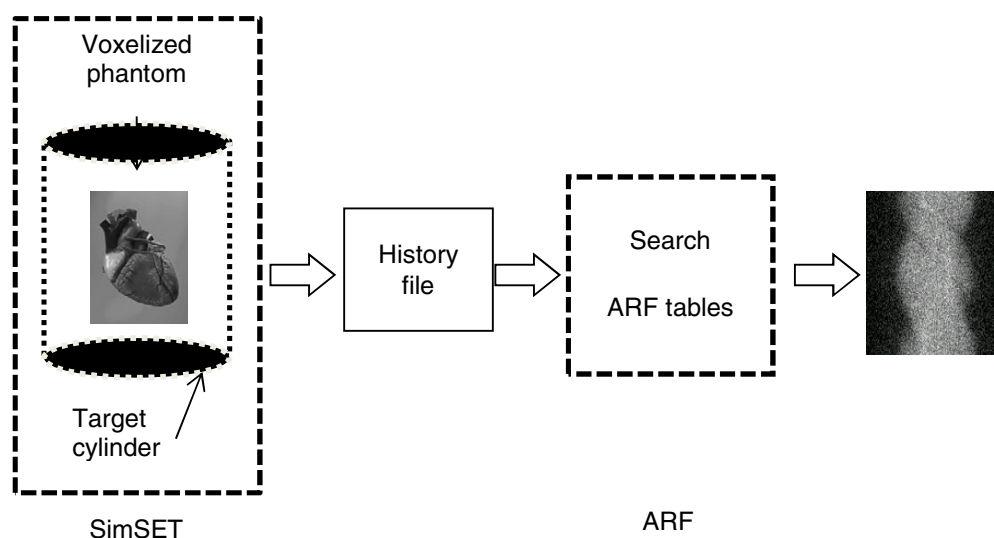 Voxelized
phantom
Target
cylinder
SimSET
History
file
Search
ARF tables
ARF